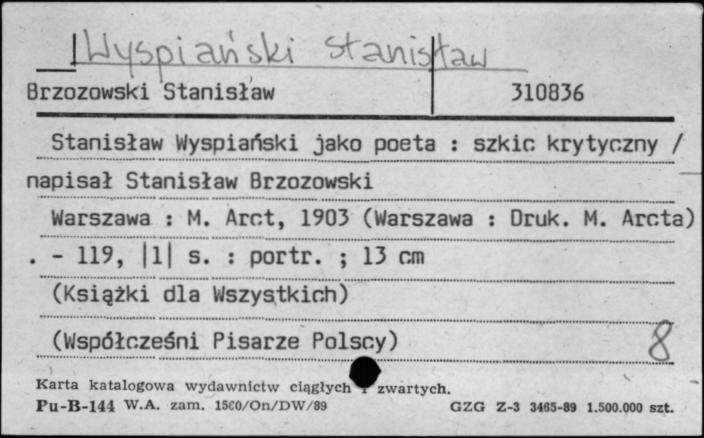 Wyspiański Stanisław
Brzozowski Stanisław 310836
Stanisław Wyspiański jako poeta : szkic krytyczny /
napisał Stanisław Brzozowski
Warszawa : M. Arct, 1903 (Warszawa : Druk. M. Arcta)
. - 119, |1| s. : portr. ; 13 cm
(Książki dla Wszystkich)
(Współcześni Pisarze Polscy) 8
Karta katalogowa wydawnictw ciągłych i zwartych.
Pu-B-144 W.A. zam. 1560/On/DW/89 GZG Z-3 3465-89 1.500.000 szt.